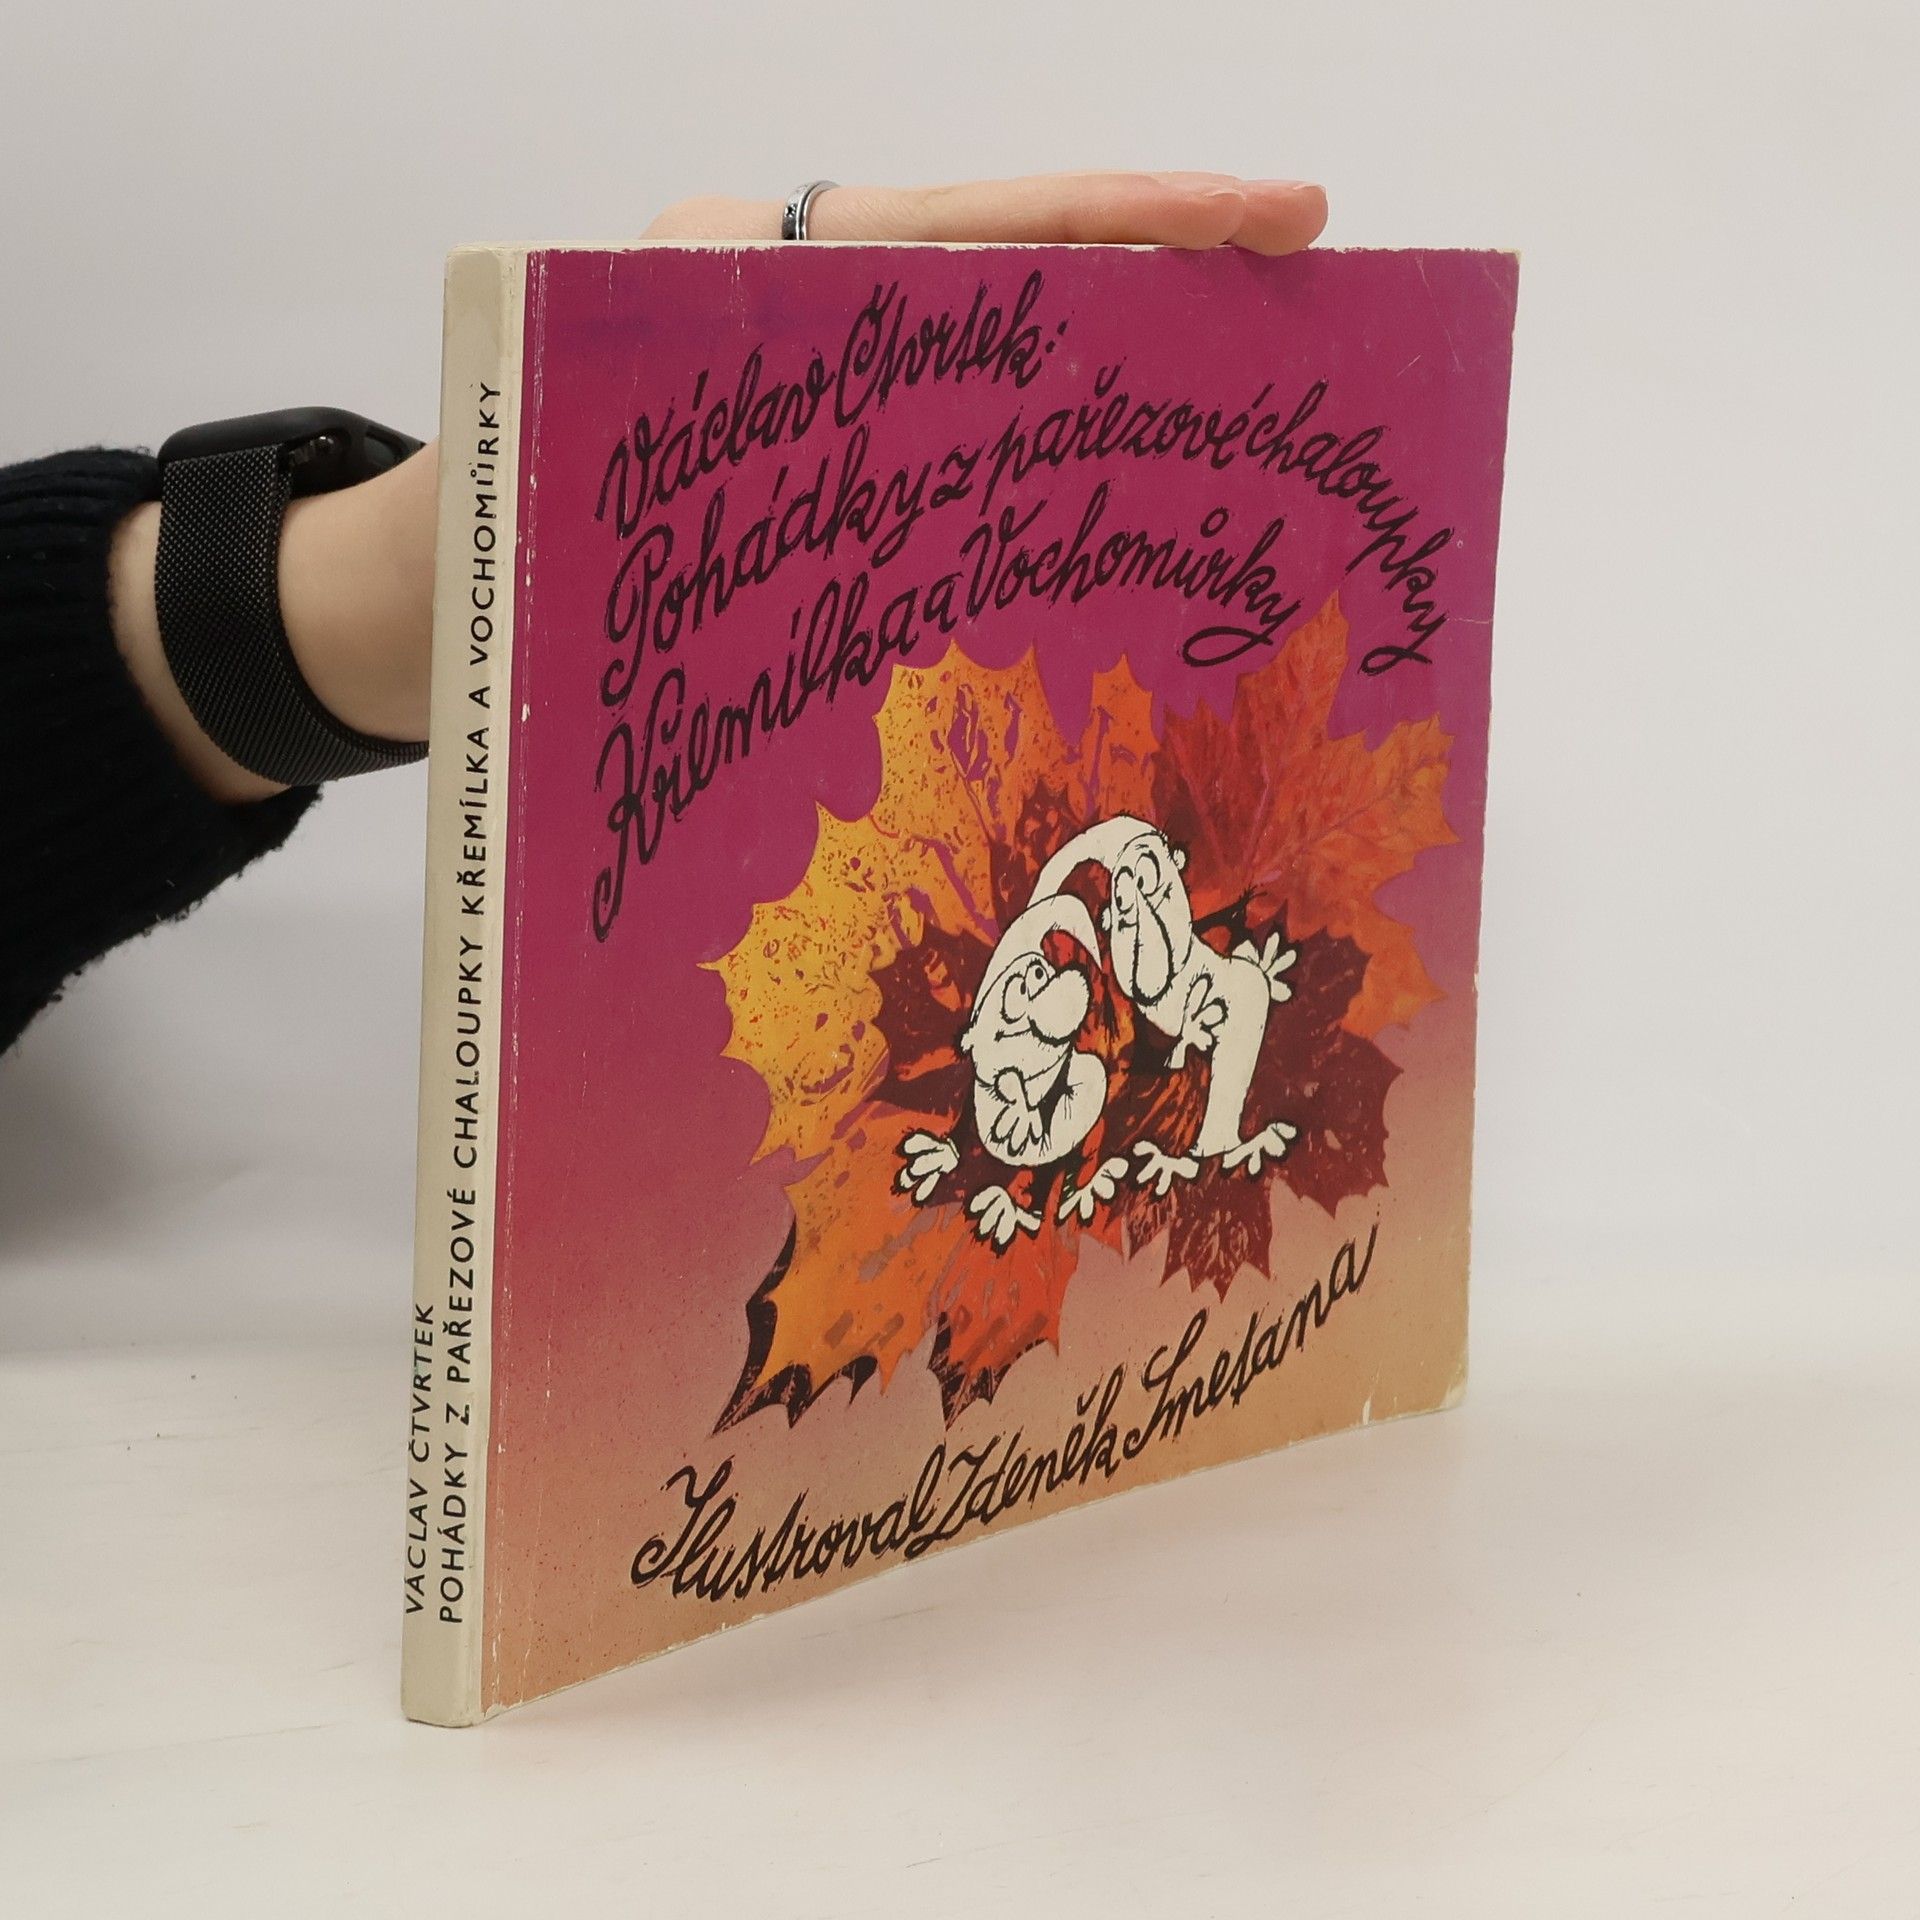 Václav Čtvrtek:
Pohádky z pařezové chaloupky
Křemílka a Vochomůrky
Ilustroval Zdeněk Smetana
VÁCLAV ČTVRTEK
POHÁDKY Z PAŘEZOVÉ CHALOUPKY KŘEMÍLKA A VOCHOMŮRKY